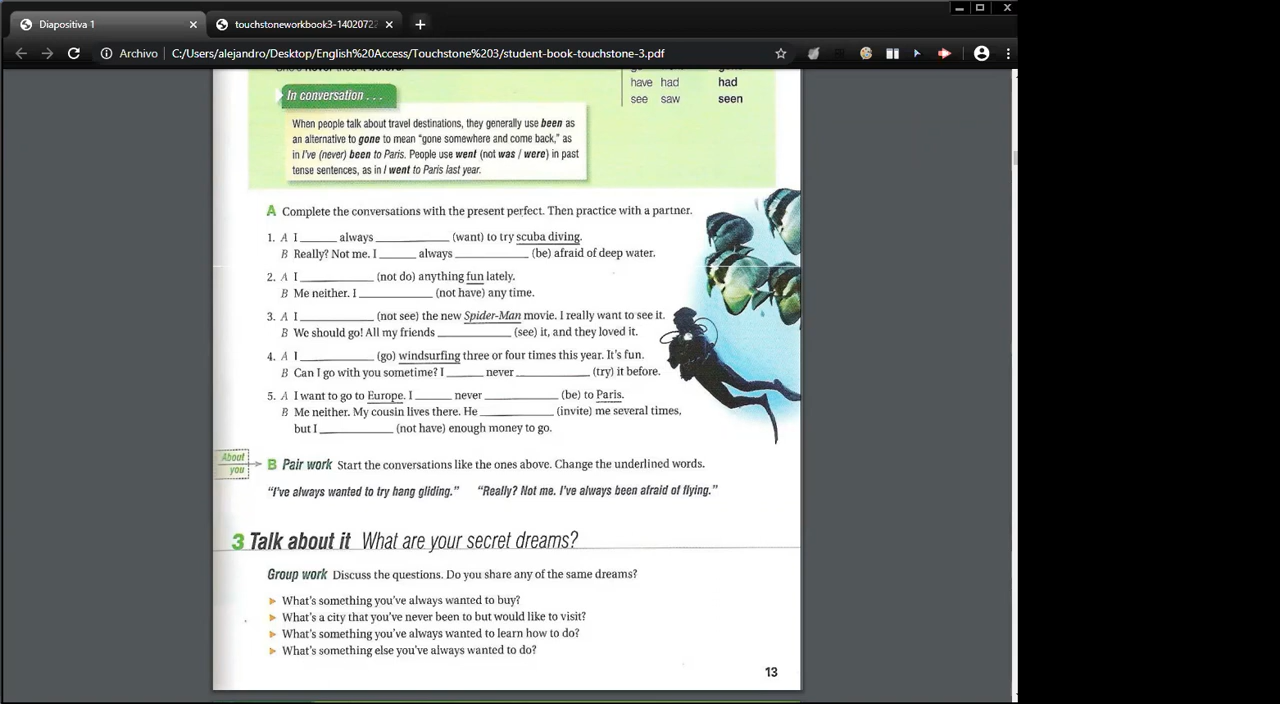 Diapositiva 1
touchstoneworkbook3-14020722
Archivo
C:/Users/alejandro/Desktop/English%20Access/Touchstone%203/student-book-touchstone-3.pdf
have had had
see saw seen
In conversation . . .
When people talk about travel destinations, they generally use been as
an alternative to gone to mean "gone somewhere and come back," as
in I've (never) been to Paris. People use went (not was / were) in past
tense sentences, as in I went to Paris last year.
A Complete the conversations with the present perfect. Then practice with a partner.
1. A I ______ always ____________ (want) to try scuba diving.
B Really? Not me. I ______ always ____________ (be) afraid of deep water.
2. A I ____________ (not do) anything fun lately.
B Me neither. I ____________ (not have) any time.
3. A I ____________ (not see) the new Spider-Man movie. I really want to see it.
B We should go! All my friends ____________ (see) it, and they loved it.
4. A I ____________ (go) windsurfing three or four times this year. It's fun.
B Can I go with you sometime? I ______ never ____________ (try) it before.
5. A I want to go to Europe. I ______ never ____________ (be) to Paris.
B Me neither. My cousin lives there. He ____________ (invite) me several times,
but I ____________ (not have) enough money to go.
About
you
B Pair work Start the conversations like the ones above. Change the underlined words.
"I've always wanted to try hang gliding." "Really? Not me. I've always been afraid of flying."
3 Talk about it What are your secret dreams?
Group work Discuss the questions. Do you share any of the same dreams?
What's something you've always wanted to buy?
What's a city that you've never been to but would like to visit?
What's something you've always wanted to learn how to do?
What's something else you've always wanted to do?
13